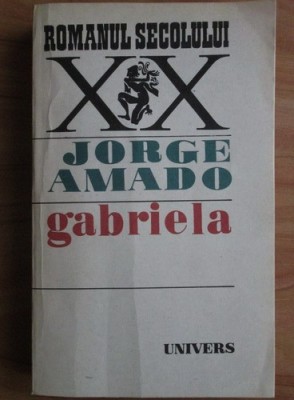 ROMANUL SECOLULUI
XX
JORGE
AMADO
gabriela
UNIVERS